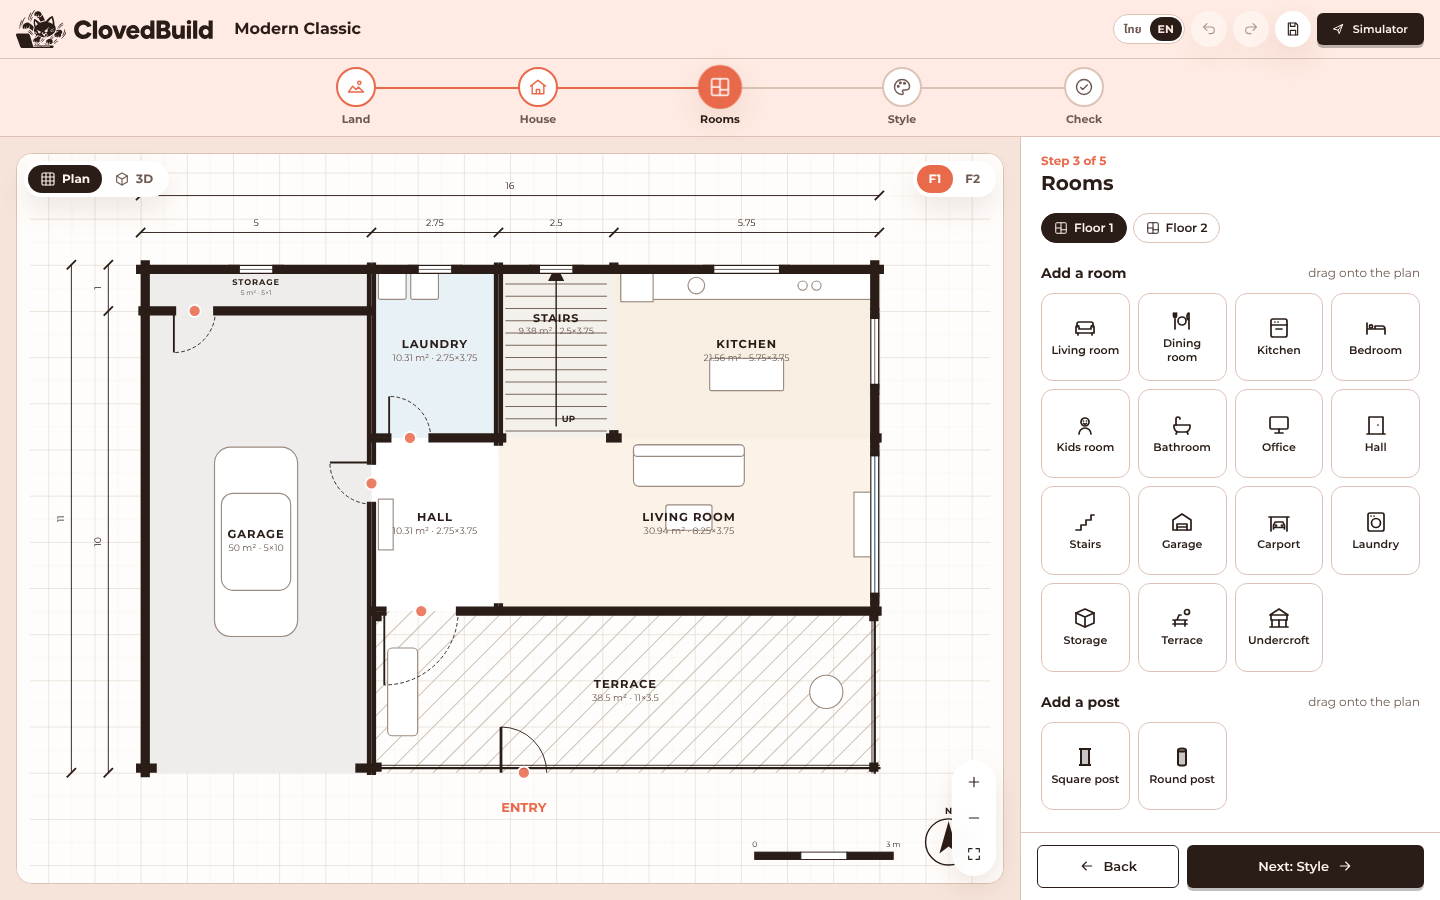 ClovedBuild
Modern Classic
ไทย
EN
Simulator
Land
House
Rooms
Style
Check
Plan
3D
F1
F2
16
5
2.75
2.5
5.75
1
11
10
STORAGE
5 m² · 5×1
LAUNDRY
10.31 m² · 2.75×3.75
STAIRS
9.38 m² · 2.5×3.75
UP
KITCHEN
21.56 m² · 5.75×3.75
GARAGE
50 m² · 5×10
HALL
10.31 m² · 2.75×3.75
LIVING ROOM
30.94 m² · 8.25×3.75
TERRACE
38.5 m² · 11×3.5
ENTRY
0
3 m
N
Step 3 of 5
Rooms
Floor 1
Floor 2
Add a room
drag onto the plan
Living room
Dining
room
Kitchen
Bedroom
Kids room
Bathroom
Office
Hall
Stairs
Garage
Carport
Laundry
Storage
Terrace
Undercroft
Add a post
drag onto the plan
Square post
Round post
Back
Next: Style